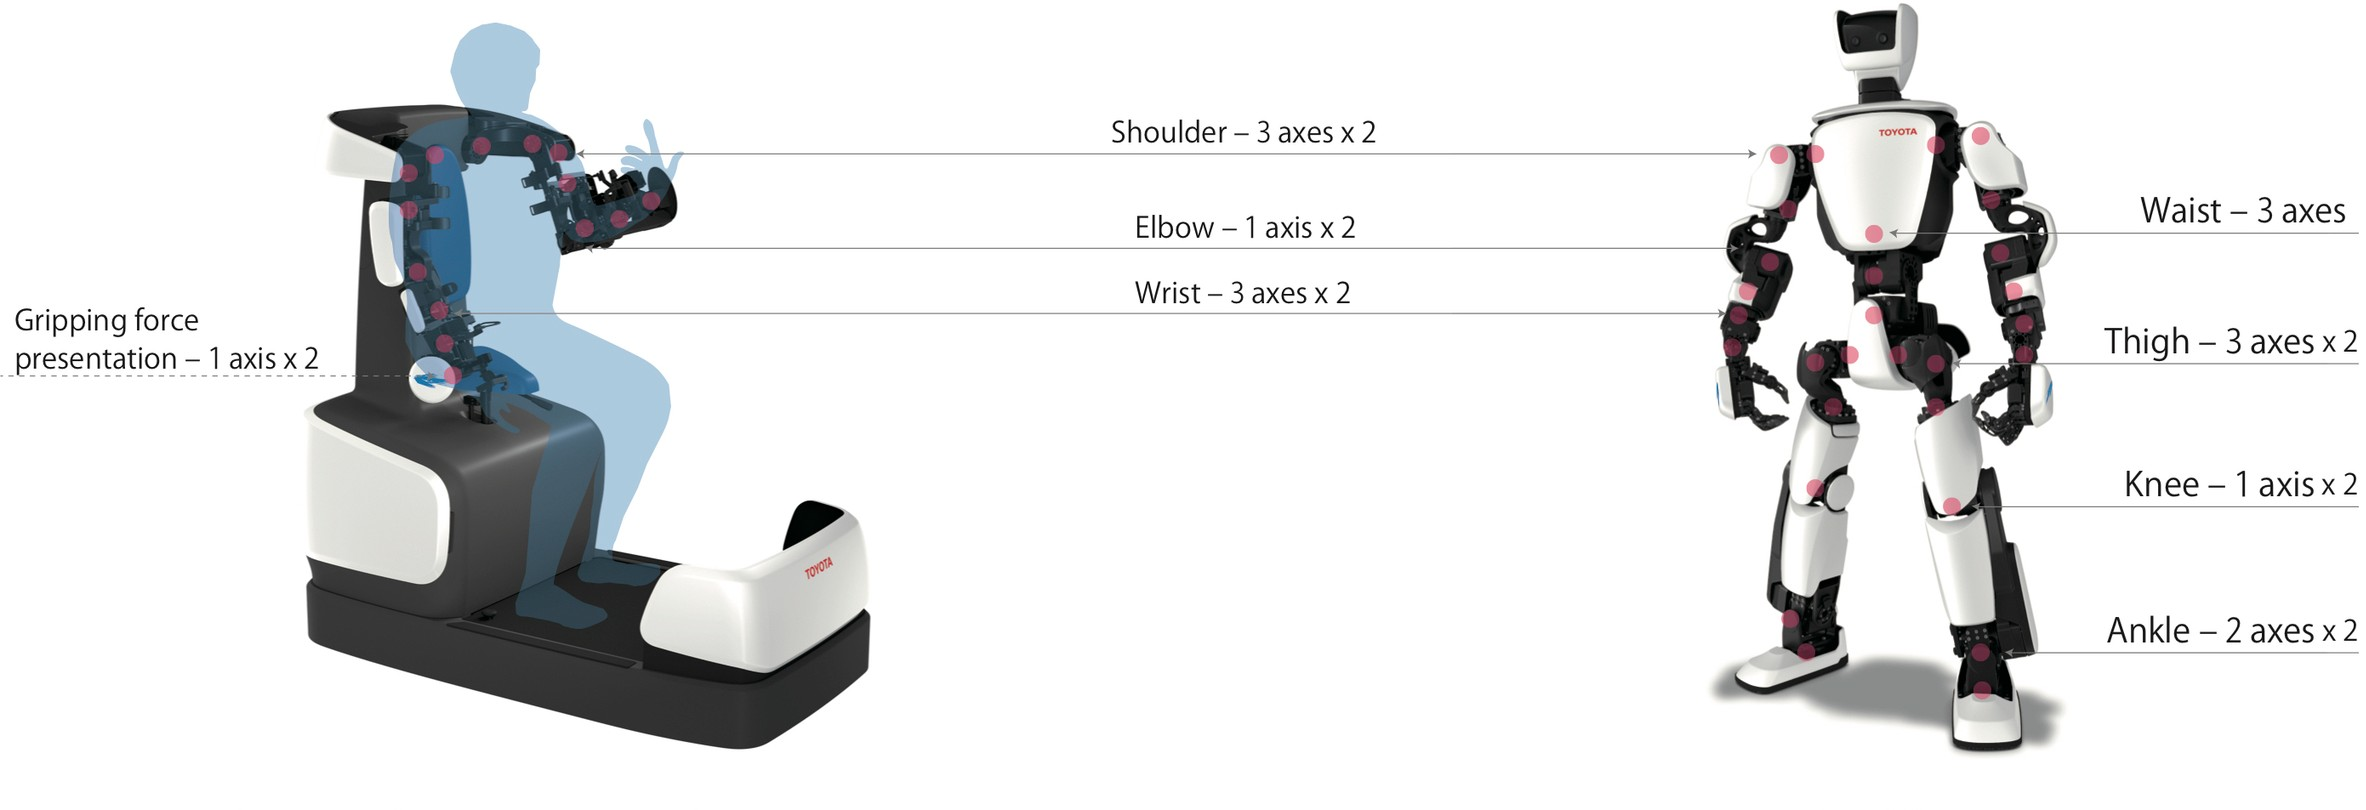 Shoulder – 3 axes x 2
Elbow – 1 axis x 2
Wrist – 3 axes x 2
Gripping force
presentation – 1 axis x 2
TOYOTA
TOYOTA
Waist – 3 axes
Thigh – 3 axes x 2
Knee – 1 axis x 2
Ankle – 2 axes x 2